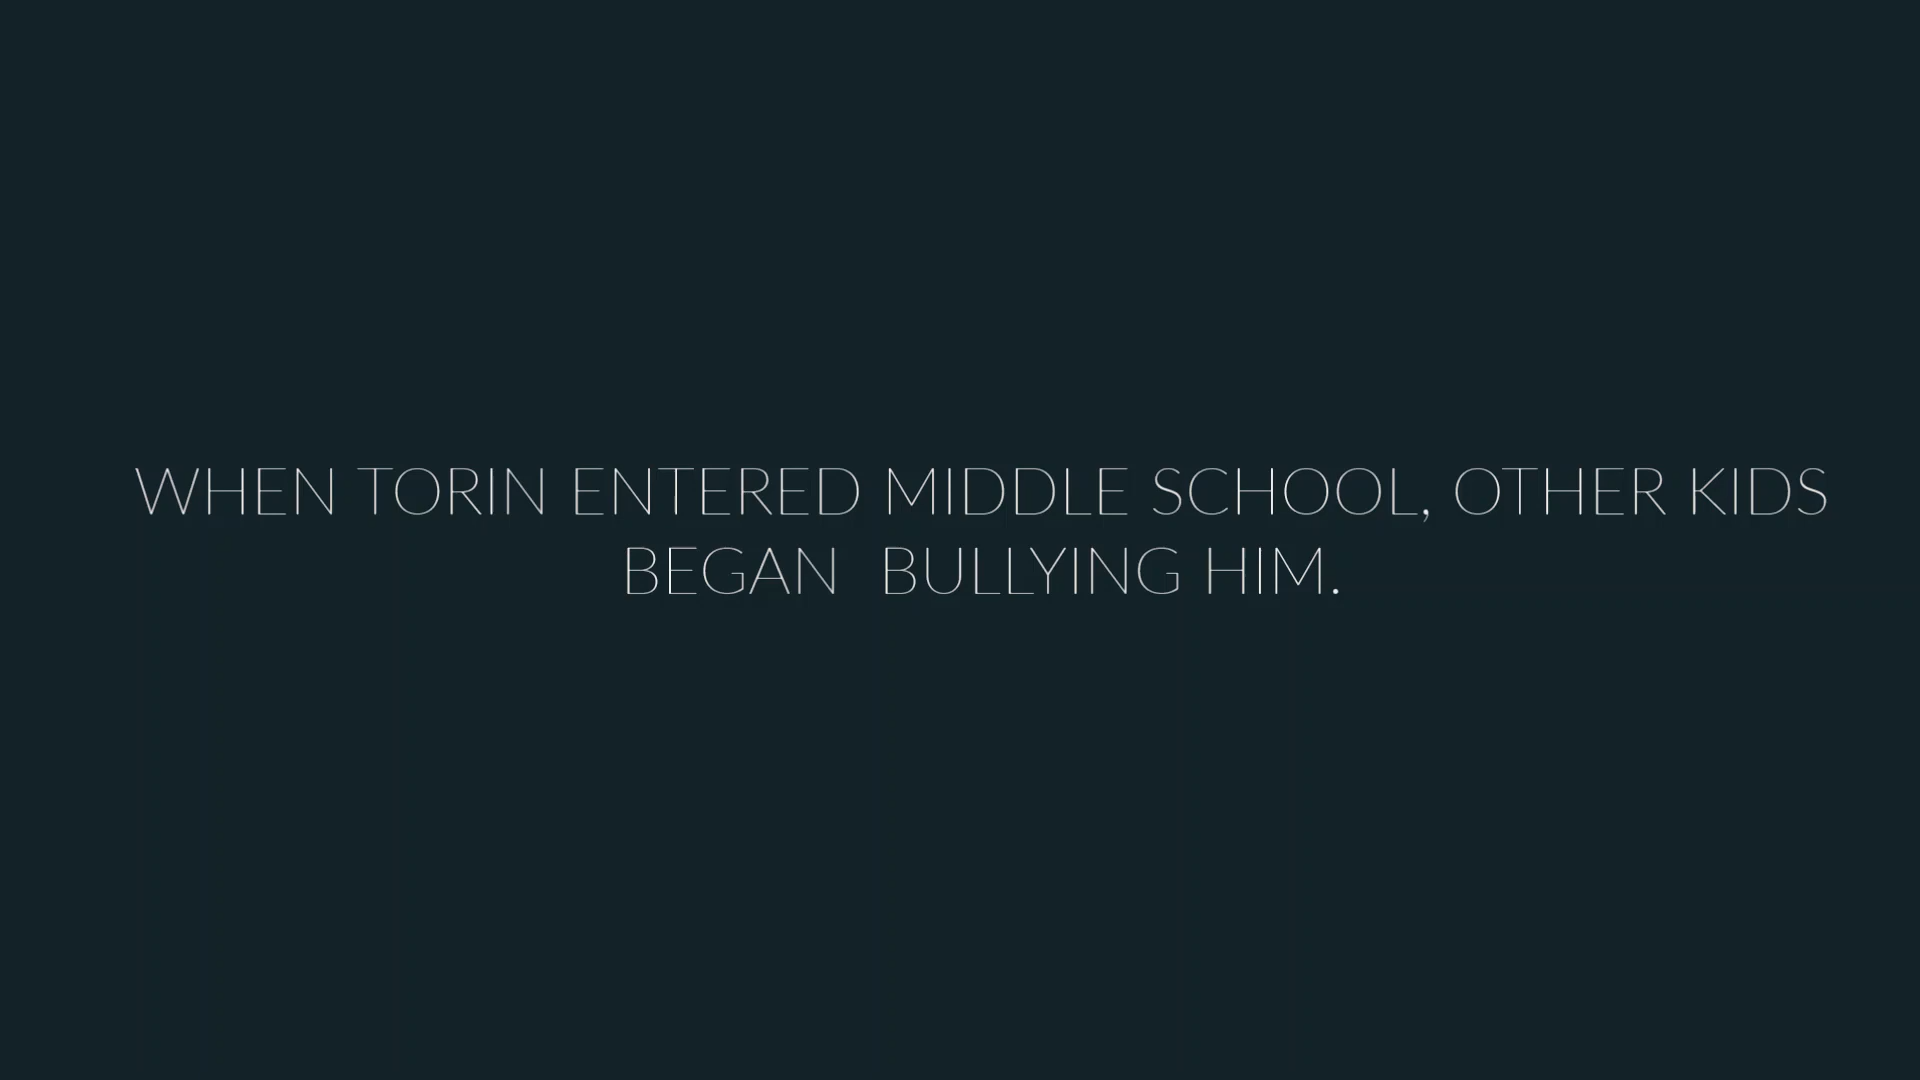 WHEN TORIN ENTERED MIDDLE SCHOOL, OTHER KIDS
BEGAN  BULLYING HIM.